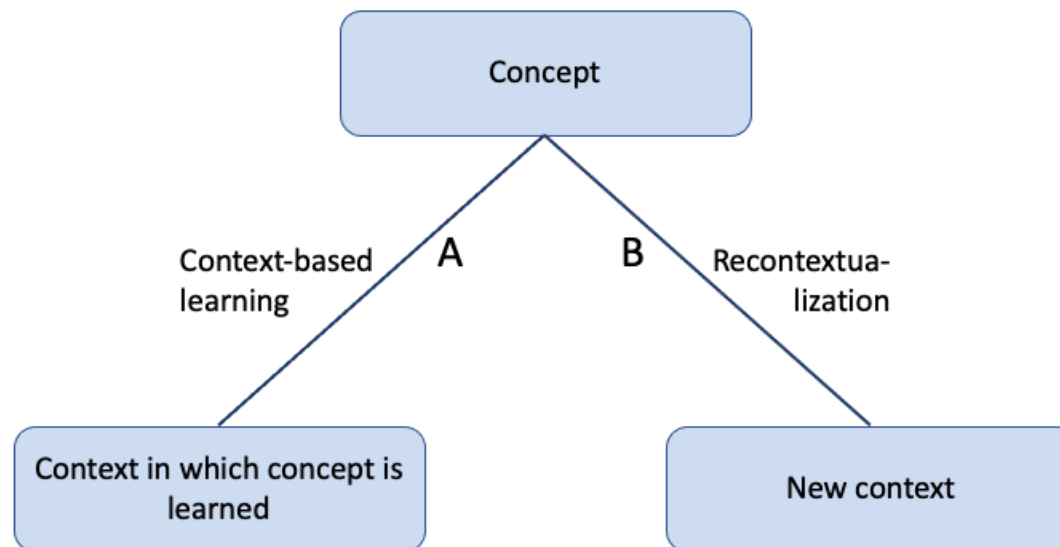 Concept
Context-based
learning
A
B
Recontextua-
lization
Context in which concept is
learned
New context